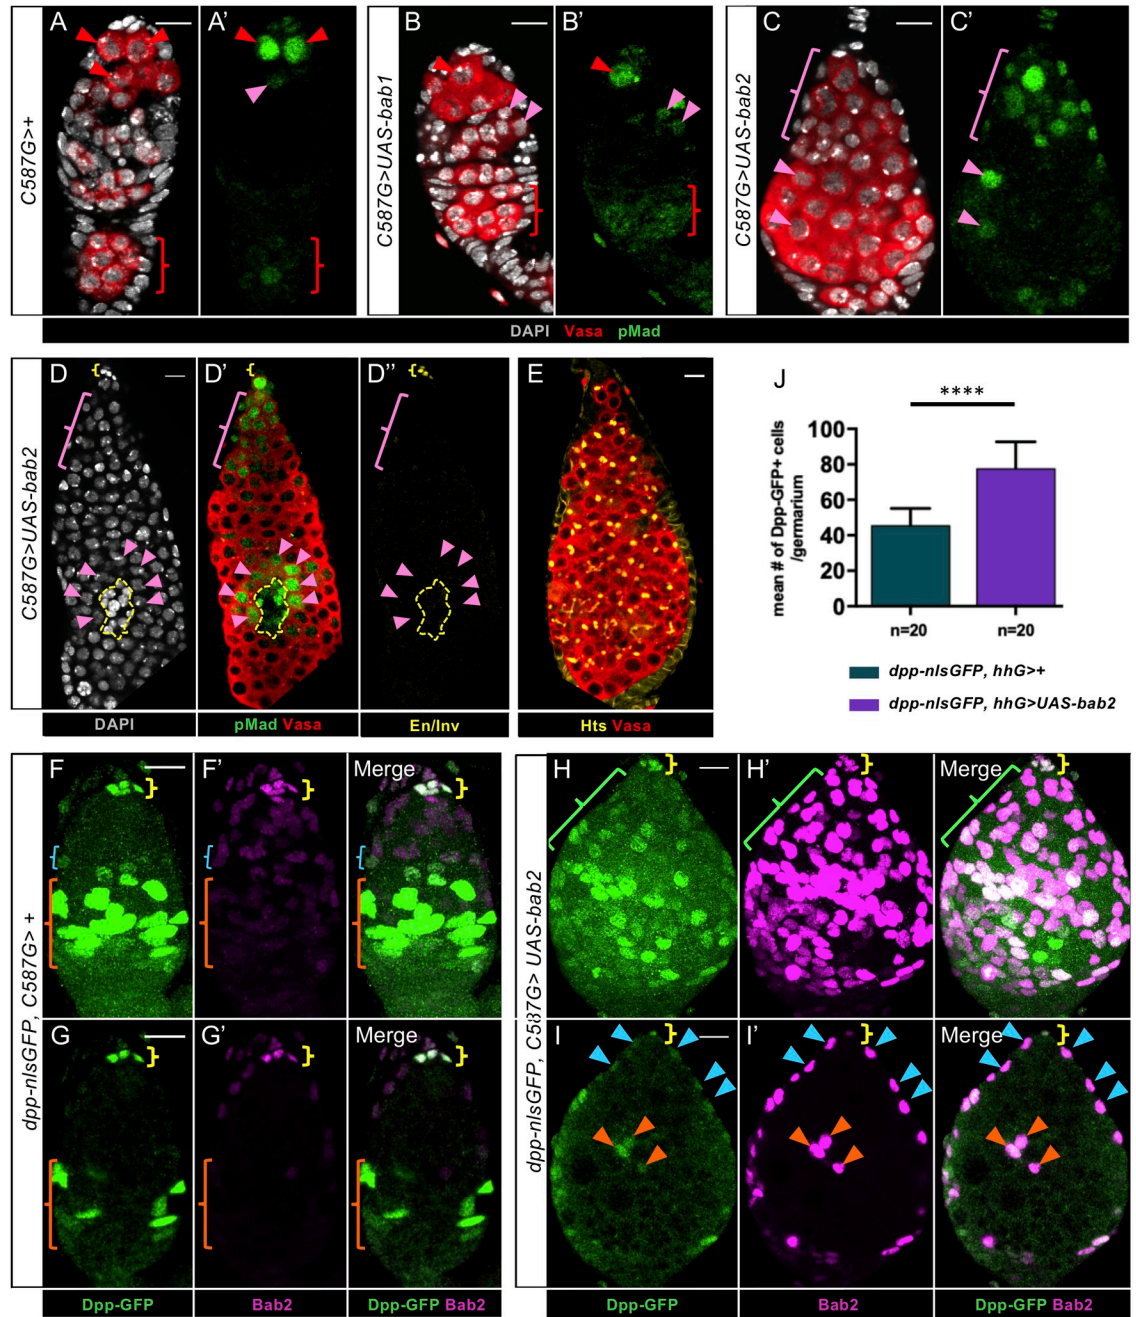 C587G>+
A
A'
C587G>UAS-bab1
B
B'
C587G>UAS-bab2
C
C'
DAPI Vasa pMad
C587G>UAS-bab2
D
D'
D''
E
DAPI
pMad Vasa
En/Inv
Hts Vasa
J
****
mean # of Dpp-GFP+ cells
/germarium
100
80
60
40
20
0
n=20
n=20
dpp-nlsGFP, hhG>+
dpp-nlsGFP, hhG>UAS-bab2
dpp-nlsGFP, C587G> +
F
F'
Merge
G
G'
Merge
Dpp-GFP
Bab2
Dpp-GFP Bab2
dpp-nlsGFP, C587G> UAS-bab2
H
H'
Merge
I
I'
Merge
Dpp-GFP
Bab2
Dpp-GFP Bab2